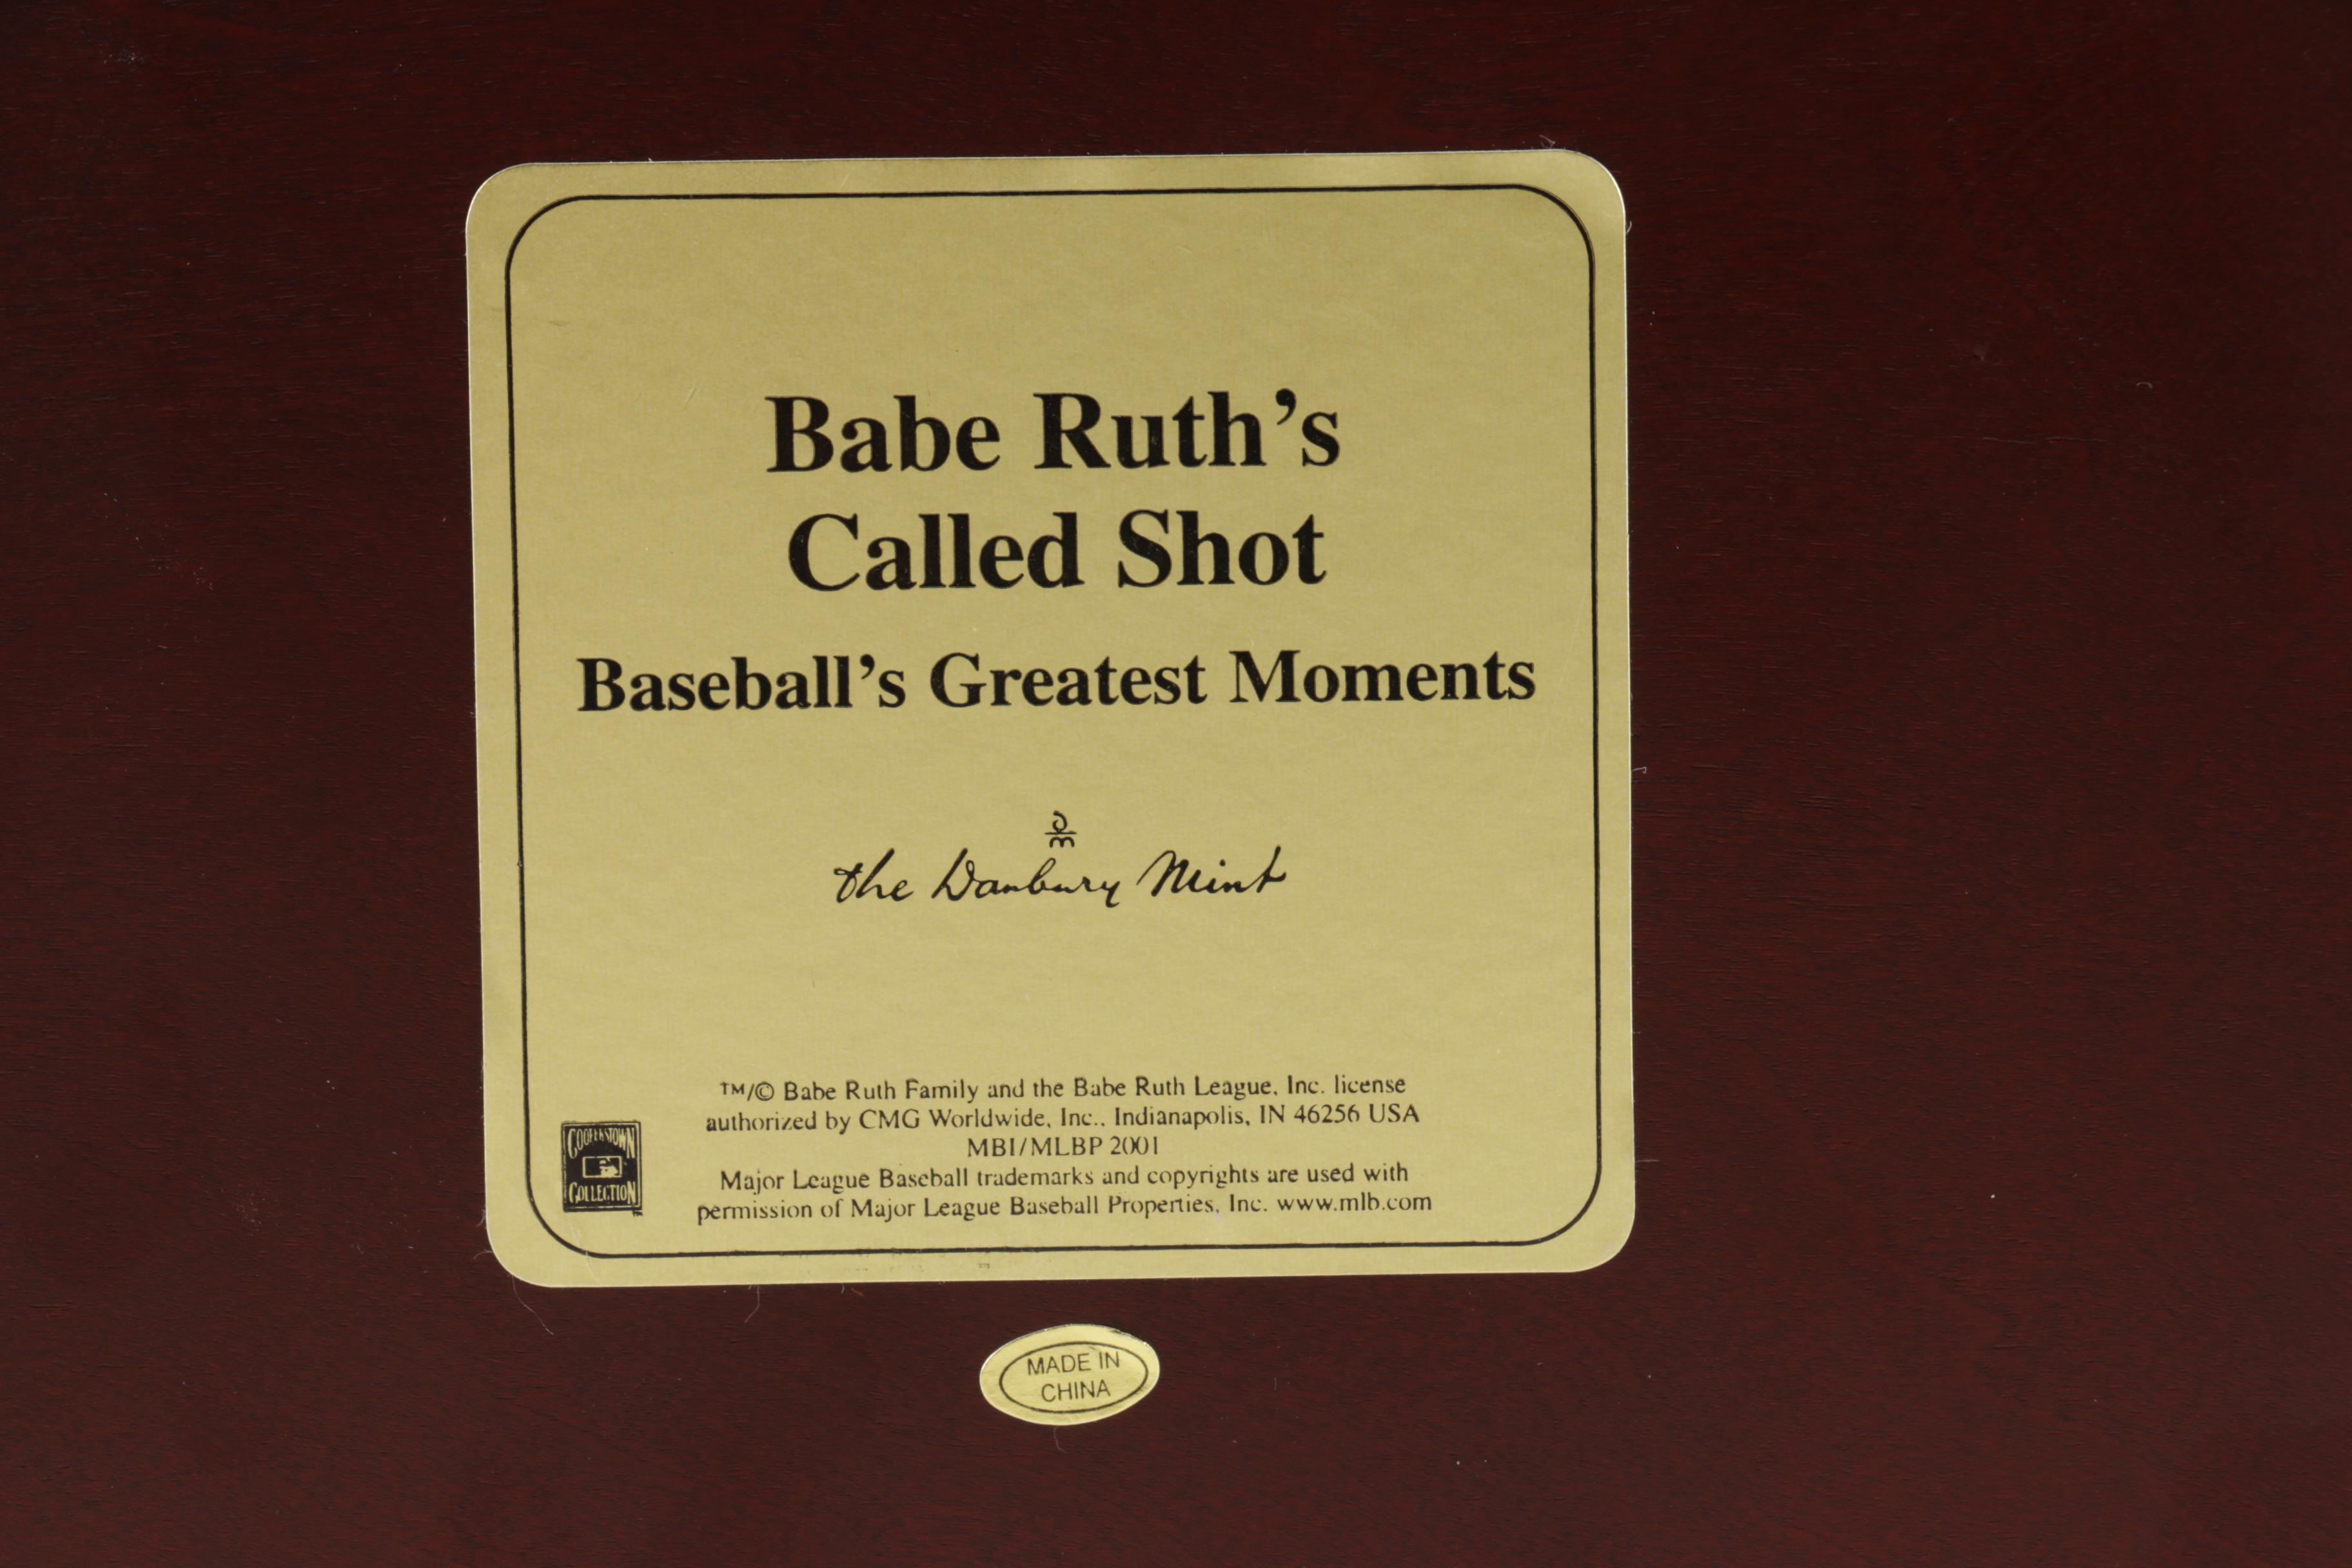 Babe Ruth's
Called Shot
Baseball's Greatest Moments
the Danbury Mint
TM/© Babe Ruth Family and the Babe Ruth League, Inc. license
authorized by CMG Worldwide, Inc., Indianapolis, IN 46256 USA
MBI/MLBP 2001
Major League Baseball trademarks and copyrights are used with
permission of Major League Baseball Properties, Inc. www.mlb.com
COOPERSTOWN
COLLECTION
MADE IN
CHINA